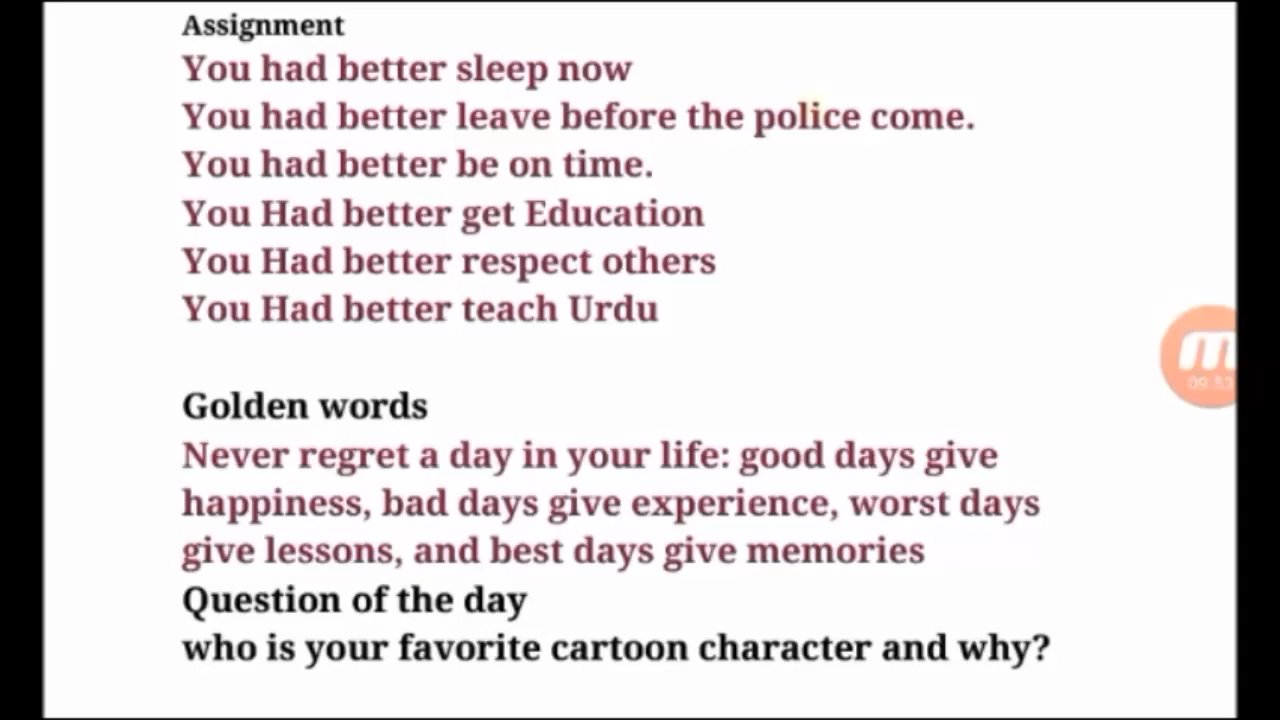 Assignment
You had better sleep now
You had better leave before the police come.
You had better be on time.
You Had better get Education
You Had better respect others
You Had better teach Urdu
Golden words
Never regret a day in your life: good days give
happiness, bad days give experience, worst days
give lessons, and best days give memories
Question of the day
who is your favorite cartoon character and why?
09:53